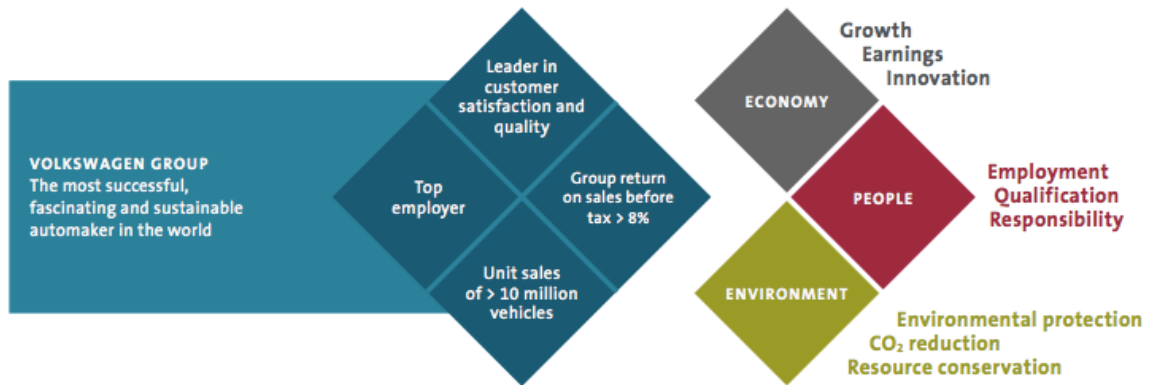 VOLKSWAGEN GROUP
The most successful,
fascinating and sustainable
automaker in the world
Leader in
customer
satisfaction and
quality
Top
employer
Group return
on sales before
tax > 8%
Unit sales
of > 10 million
vehicles
ECONOMY
Growth
Earnings
Innovation
PEOPLE
Employment
Qualification
Responsibility
ENVIRONMENT
Environmental protection
CO₂ reduction
Resource conservation